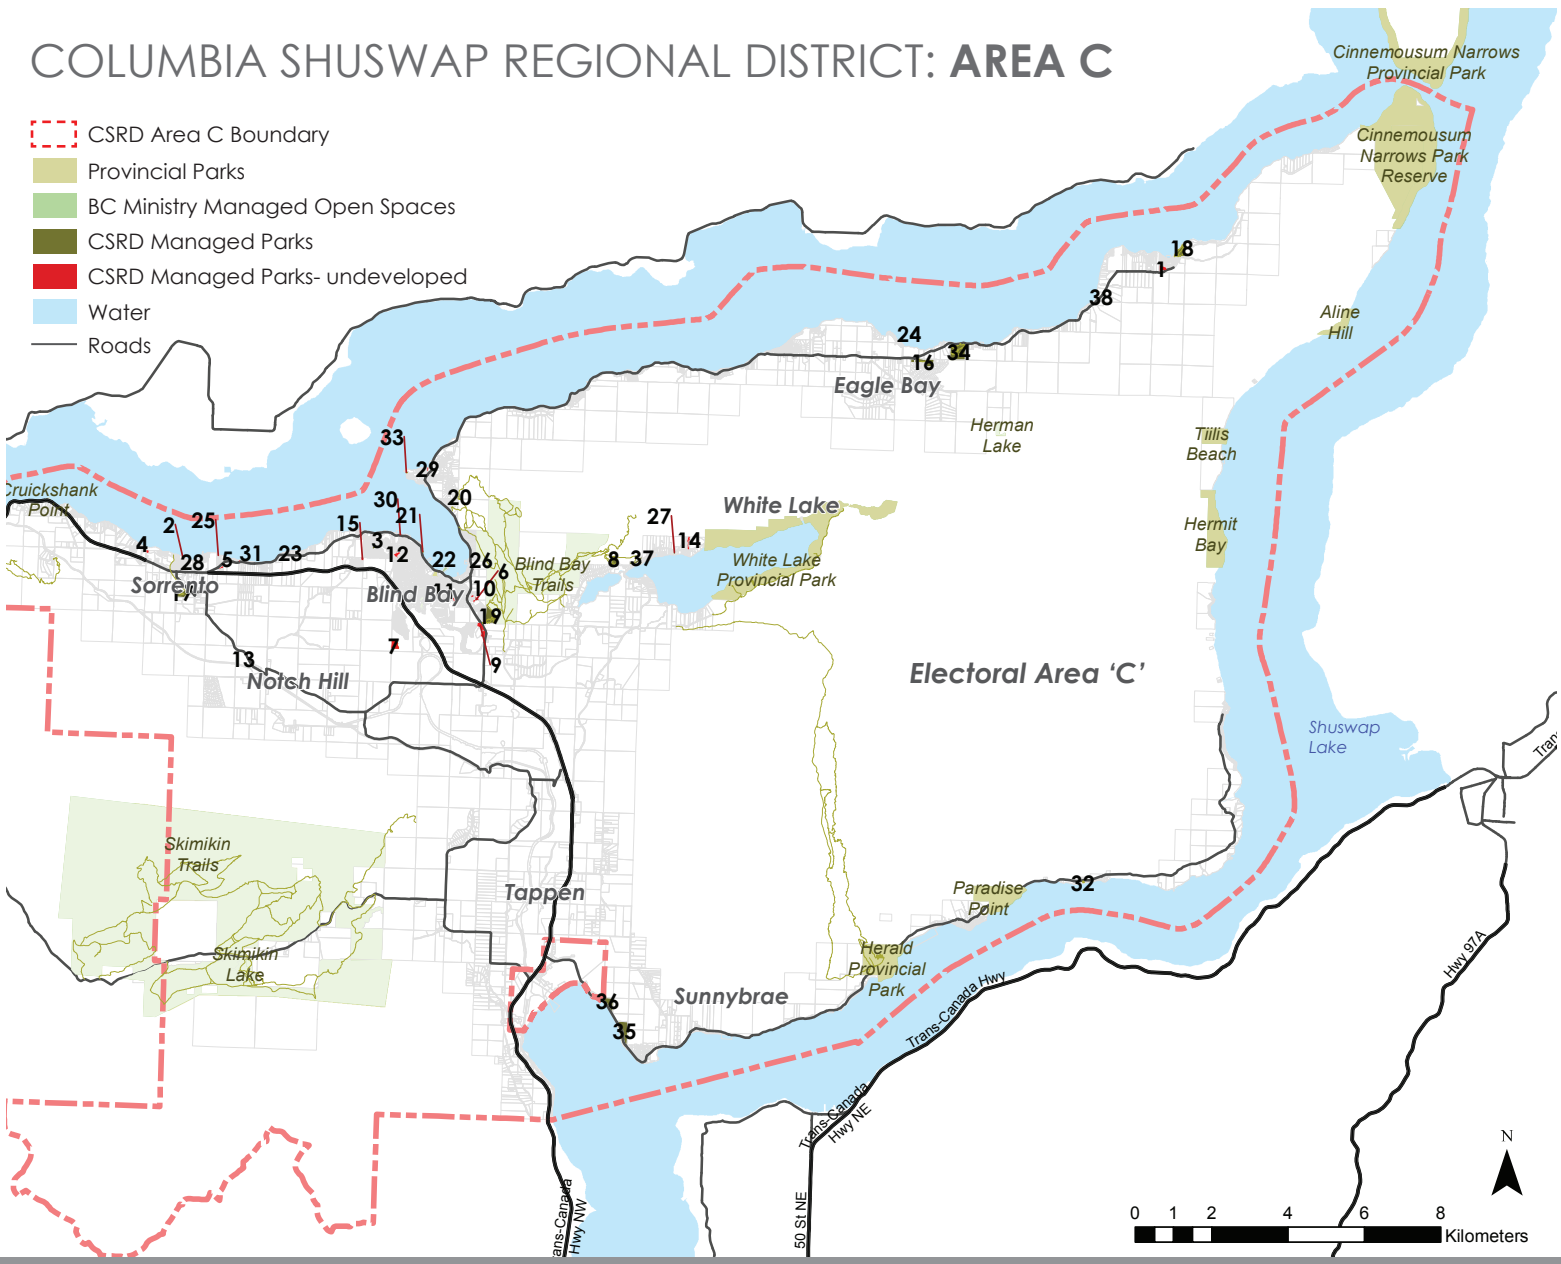 COLUMBIA SHUSWAP REGIONAL DISTRICT: AREA C
CSRD Area C Boundary
Provincial Parks
BC Ministry Managed Open Spaces
CSRD Managed Parks
CSRD Managed Parks- undeveloped
Water
Roads
Cinnemousum Narrows
Provincial Park
Cinnemousum
Narrows Park
Reserve
18
1
38
Aline
Hill
24
16
34
Eagle Bay
Herman
Lake
Tiilis
Beach
33
29
Cruickshank
Point
20
30
21
White Lake
Hermit
Bay
2
25
15
27
4
28
5
31
23
3
12
22
26
6
Blind Bay
Trails
8
37
14
White Lake
Provincial Park
Sorrento
17
Blind Bay
11
10
19
7
9
13
Notch Hill
Electoral Area ‘C’
Shuswap
Lake
Skimikin
Trails
Tappen
Paradise
Point
32
Skimikin
Lake
Herald
Provincial
Park
Sunnybrae
36
35
Trans-Canada Hwy
Hwy 97A
Trans-Canada
Hwy NE
ans-Canada
Hwy NW
50 St NE
Tran
N
0 1 2 4 6 8
Kilometers